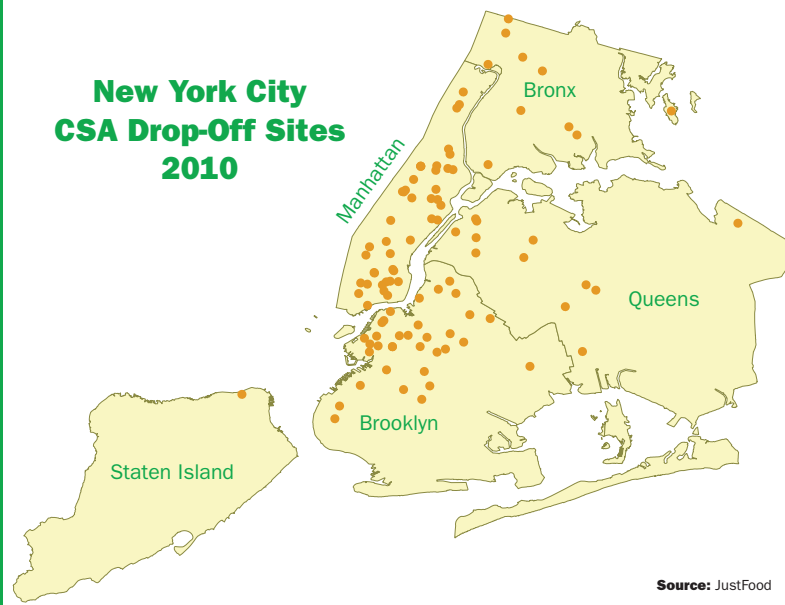 New York City
CSA Drop-Off Sites
2010
Bronx
Manhattan
Queens
Brooklyn
Staten Island
Source: JustFood